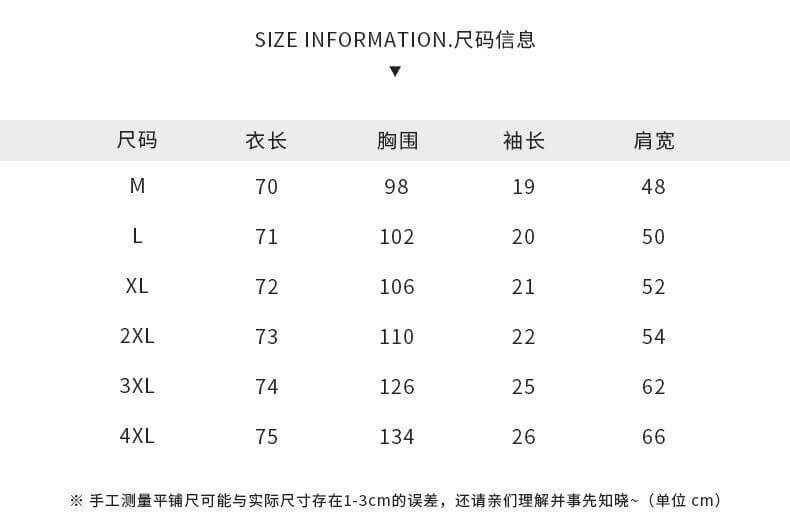 SIZE INFORMATION.尺码信息
▼
尺码 衣长 胸围 袖长 肩宽
M 70 98 19 48
L 71 102 20 50
XL 72 106 21 52
2XL 73 110 22 54
3XL 74 126 25 62
4XL 75 134 26 66
※ 手工测量平铺尺可能与实际尺寸存在1-3cm的误差，还请亲们理解并事先知晓~（单位 cm）